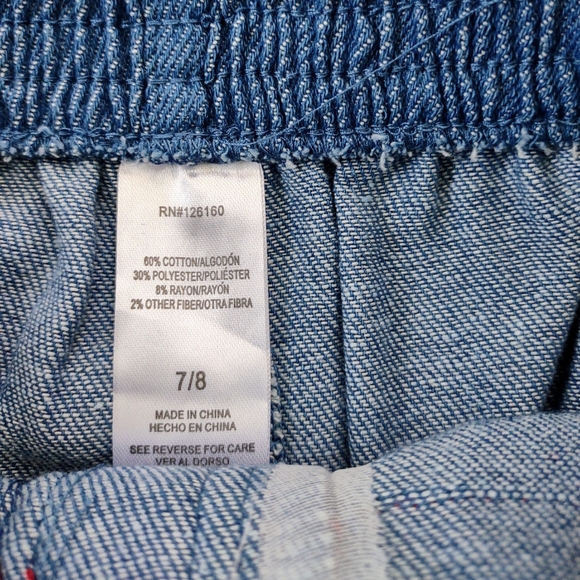 RN#126160
60% COTTON/ALGODÓN
30% POLYESTER/POLIÉSTER
8% RAYON/RAYÓN
2% OTHER FIBER/OTRA FIBRA
7/8
MADE IN CHINA
HECHO EN CHINA
SEE REVERSE FOR CARE
VER AL DORSO